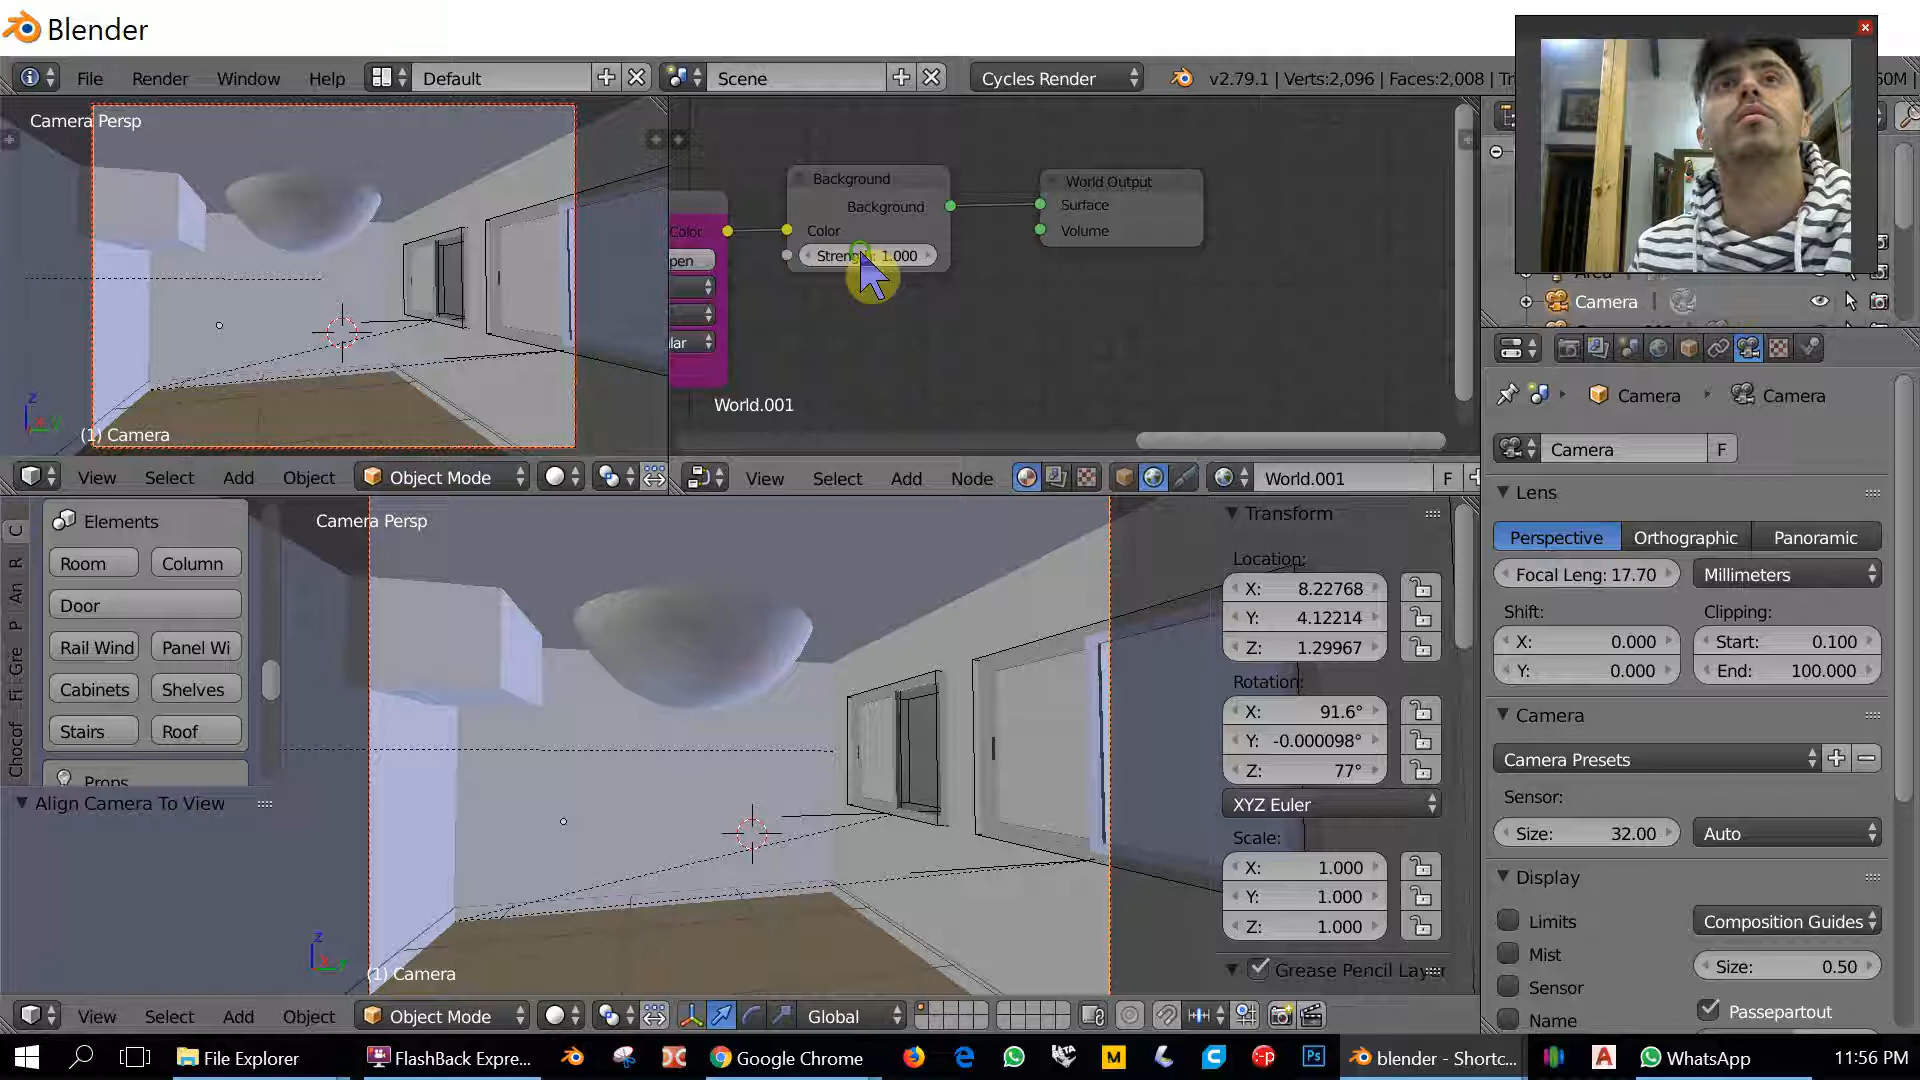 Blender
File Render Window Help Default Scene Cycles Render v2.79.1 | Verts:2,096 | Faces:2,008 |
Camera Persp
(1) Camera
Background
Background
Color
Strength: 1.000
World Output
Surface
Volume
Color
World.001
Camera
View Select Add Object Object Mode
View Select Add Node World.001 F
Elements
Room Column
Door
Rail Wind Panel Wi
Cabinets Shelves
Stairs Roof
Props
Align Camera To View
Camera Persp
(1) Camera
Transform
Location:
X: 8.22768
Y: 4.12214
Z: 1.29967
Rotation:
X: 91.6°
Y: -0.000098°
Z: 77°
XYZ Euler
Scale:
X: 1.000
Y: 1.000
Z: 1.000
Grease Pencil Layer
Camera Camera
Camera F
Lens
Perspective Orthographic Panoramic
Focal Leng: 17.70 Millimeters
Shift: Clipping:
X: 0.000 Start: 0.100
Y: 0.000 End: 100.000
Camera
Camera Presets
Sensor:
Size: 32.00 Auto
Display
Limits Composition Guides
Mist
Size: 0.50
Sensor
Passepartout
Name
View Select Add Object Object Mode Global
File Explorer FlashBack Expre... Google Chrome blender - Shortc... WhatsApp 11:56 PM